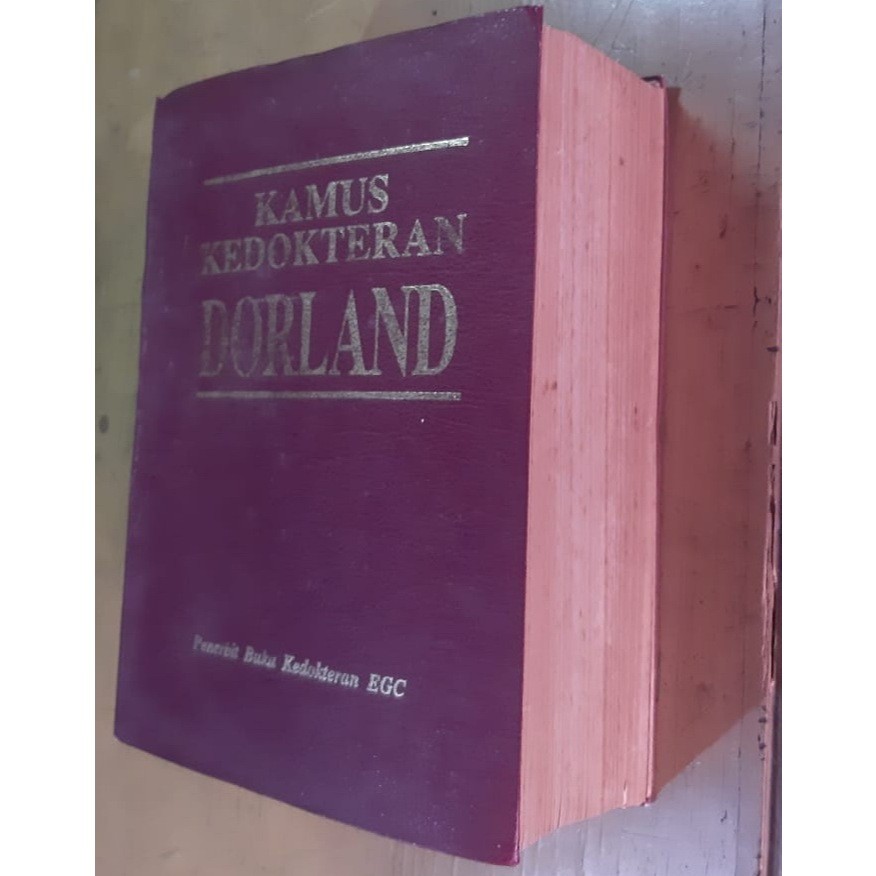 KAMUS
KEDOKTERAN
DORLAND
Penerbit Buku Kedokteran EGC